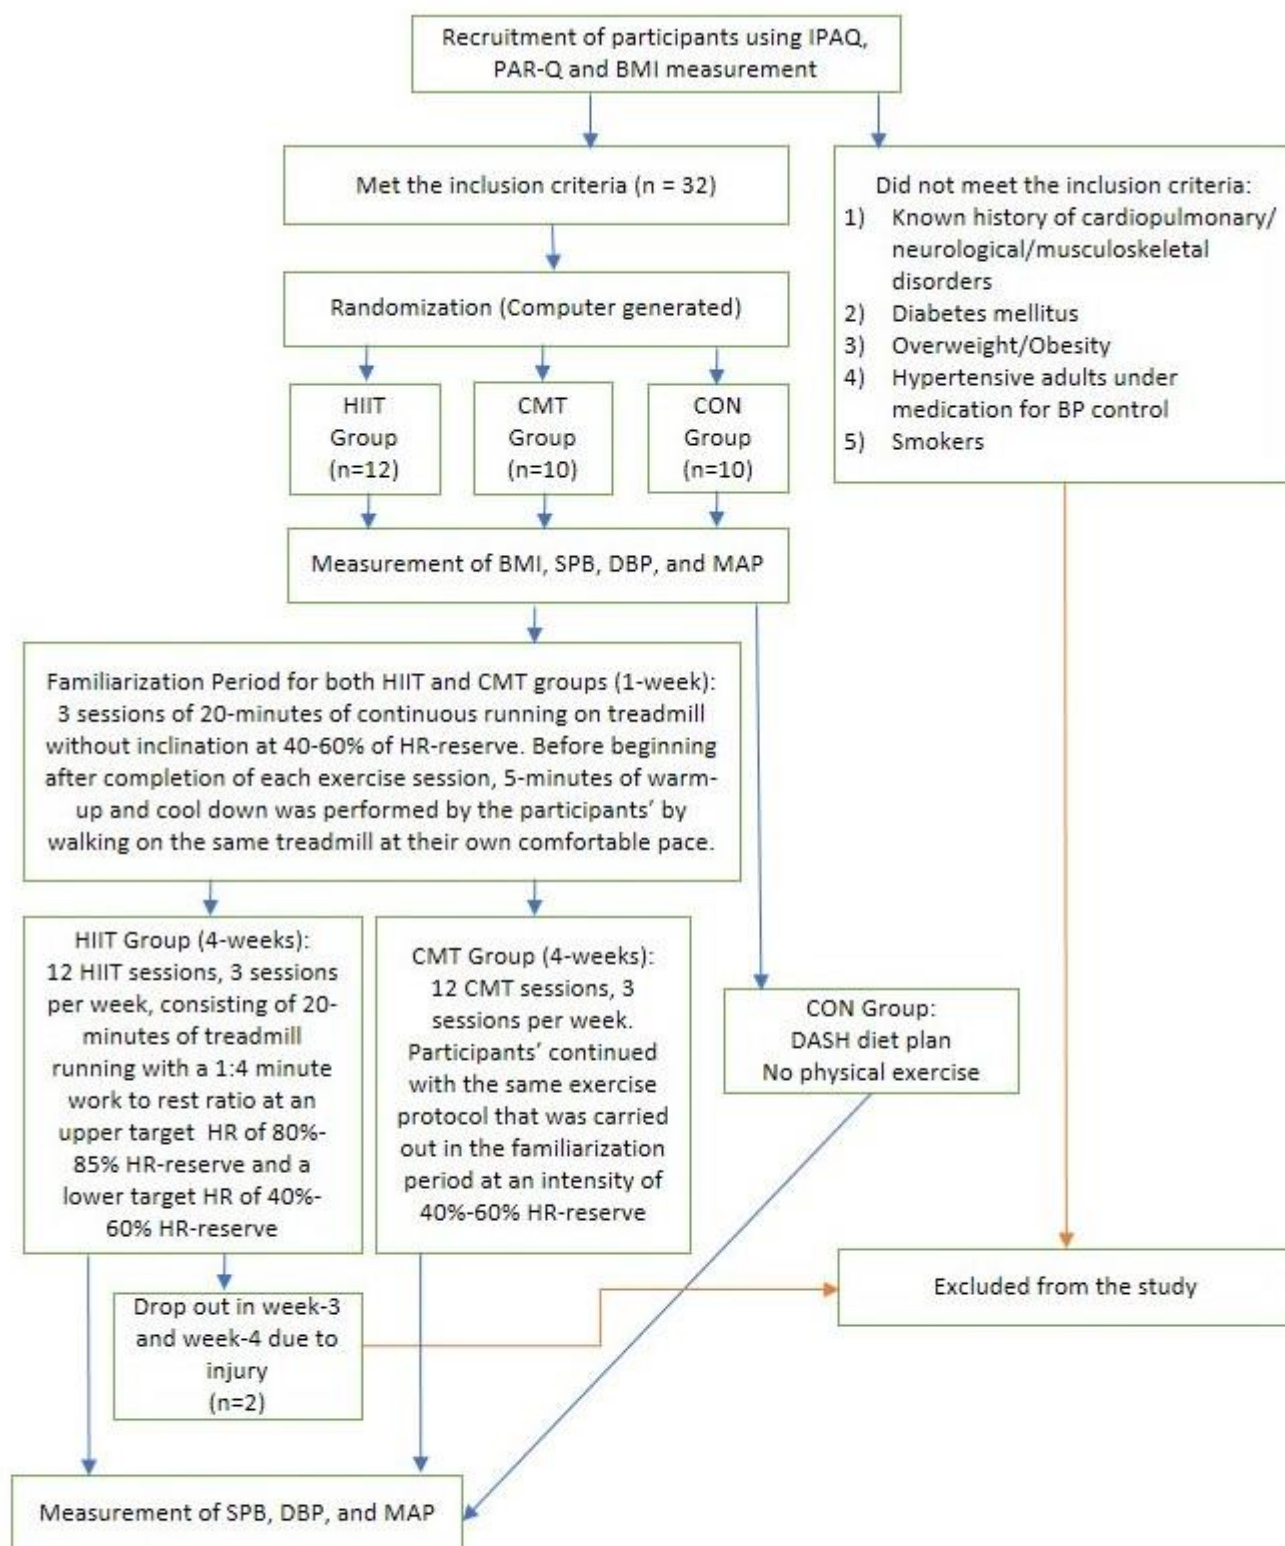 Recruitment of participants using IPAQ,
PAR-Q and BMI measurement
Met the inclusion criteria (n = 32)
Did not meet the inclusion criteria:
1) Known history of cardiopulmonary/
neurological/musculoskeletal
disorders
2) Diabetes mellitus
3) Overweight/Obesity
4) Hypertensive adults under
medication for BP control
5) Smokers
Randomization (Computer generated)
HIIT
Group
(n=12)
CMT
Group
(n=10)
CON
Group
(n=10)
Measurement of BMI, SPB, DBP, and MAP
Familiarization Period for both HIIT and CMT groups (1-week):
3 sessions of 20-minutes of continuous running on treadmill
without inclination at 40-60% of HR-reserve. Before beginning
after completion of each exercise session, 5-minutes of warm-
up and cool down was performed by the participants’ by
walking on the same treadmill at their own comfortable pace.
HIIT Group (4-weeks):
12 HIIT sessions, 3 sessions
per week, consisting of 20-
minutes of treadmill
running with a 1:4 minute
work to rest ratio at an
upper target HR of 80%-
85% HR-reserve and a
lower target HR of 40%-
60% HR-reserve
CMT Group (4-weeks):
12 CMT sessions, 3
sessions per week.
Participants’ continued
with the same exercise
protocol that was carried
out in the familiarization
period at an intensity of
40%-60% HR-reserve
CON Group:
DASH diet plan
No physical exercise
Excluded from the study
Drop out in week-3
and week-4 due to
injury
(n=2)
Measurement of SPB, DBP, and MAP